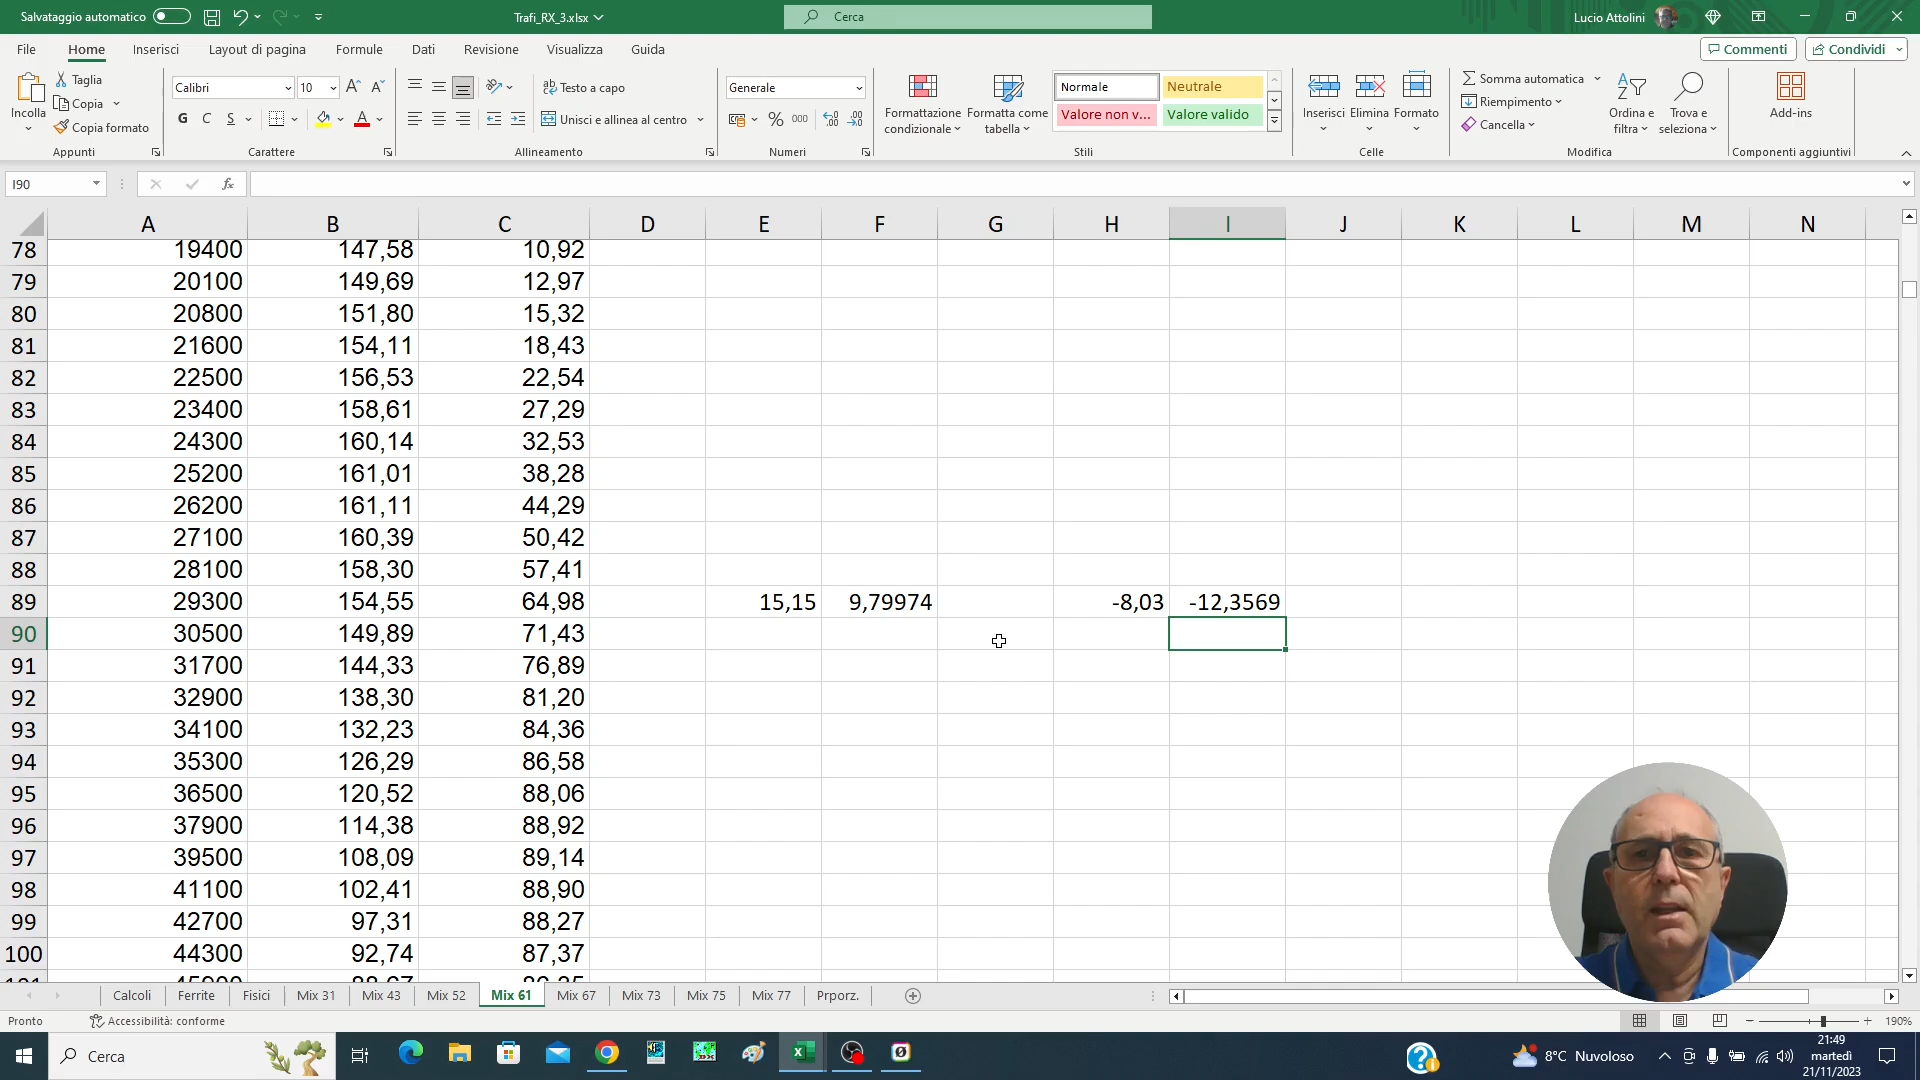 Salvataggio automatico
Trafi_RX_3.xlsx
Cerca
Lucio Attolini
File
Home
Inserisci
Layout di pagina
Formule
Dati
Revisione
Visualizza
Guida
Commenti
Condividi
Incolla
Taglia
Copia
Copia formato
Appunti
Calibri
10
G C S
Carattere
Testo a capo
Unisci e allinea al centro
Allineamento
Generale
% 000
Numeri
Formattazione condizionale
Formatta come tabella
Normale
Neutrale
Valore non v...
Valore valido
Stili
Inserisci
Elimina
Formato
Celle
Somma automatica
Riempimento
Cancella
Ordina e filtra
Trova e seleziona
Modifica
Add-ins
Componenti aggiuntivi
I90
fx
A B C D E F G H I J K L M N
78 19400 147,58 10,92
79 20100 149,69 12,97
80 20800 151,80 15,32
81 21600 154,11 18,43
82 22500 156,53 22,54
83 23400 158,61 27,29
84 24300 160,14 32,53
85 25200 161,01 38,28
86 26200 161,11 44,29
87 27100 160,39 50,42
88 28100 158,30 57,41
89 29300 154,55 64,98 15,15 9,79974 -8,03 -12,3569
90 30500 149,89 71,43
91 31700 144,33 76,89
92 32900 138,30 81,20
93 34100 132,23 84,36
94 35300 126,29 86,58
95 36500 120,52 88,06
96 37900 114,38 88,92
97 39500 108,09 89,14
98 41100 102,41 88,90
99 42700 97,31 88,27
100 44300 92,74 87,37
Calcoli
Ferrite
Fisici
Mix 31
Mix 43
Mix 52
Mix 61
Mix 67
Mix 73
Mix 75
Mix 77
Prporz.
Pronto
Accessibilità: conforme
190%
Cerca
8°C Nuvoloso
21:49
martedì
21/11/2023